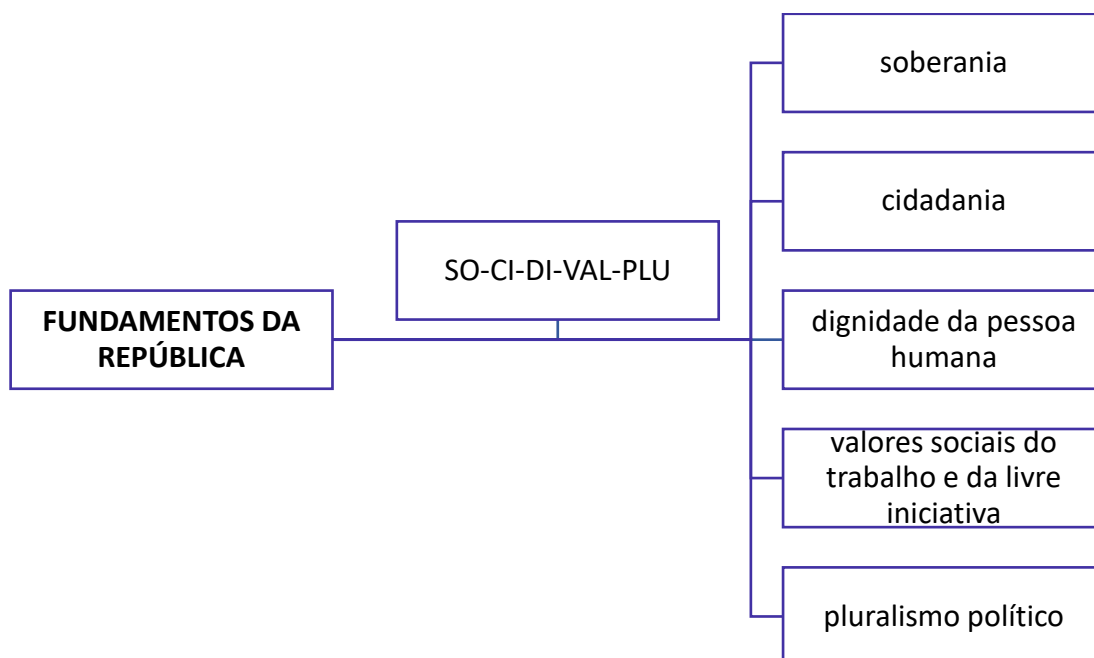 FUNDAMENTOS DA
REPÚBLICA
SO-CI-DI-VAL-PLU
soberania
cidadania
dignidade da pessoa
humana
valores sociais do
trabalho e da livre
iniciativa
pluralismo político